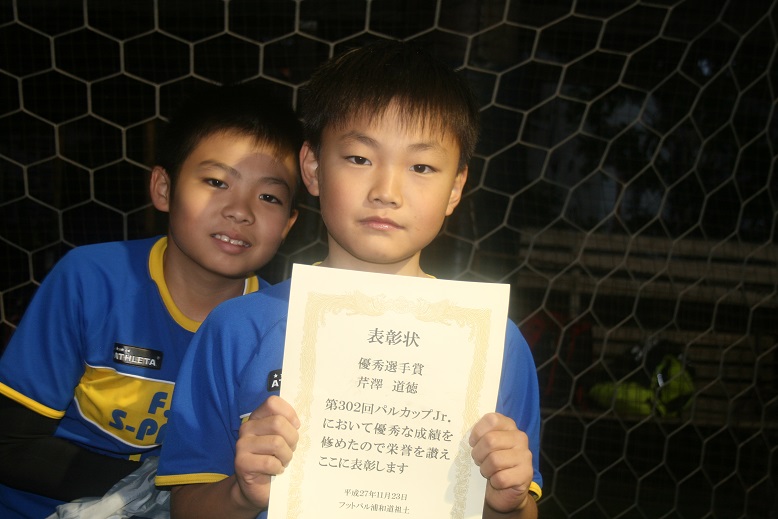 表彰状
優秀選手賞
芹澤 道徳
第302回パルカップJr.
において優秀な成績を
修めたので栄誉を讃え
ここに表彰します
平成27年11月23日
フットパル浦和道祖土
ATHLETA